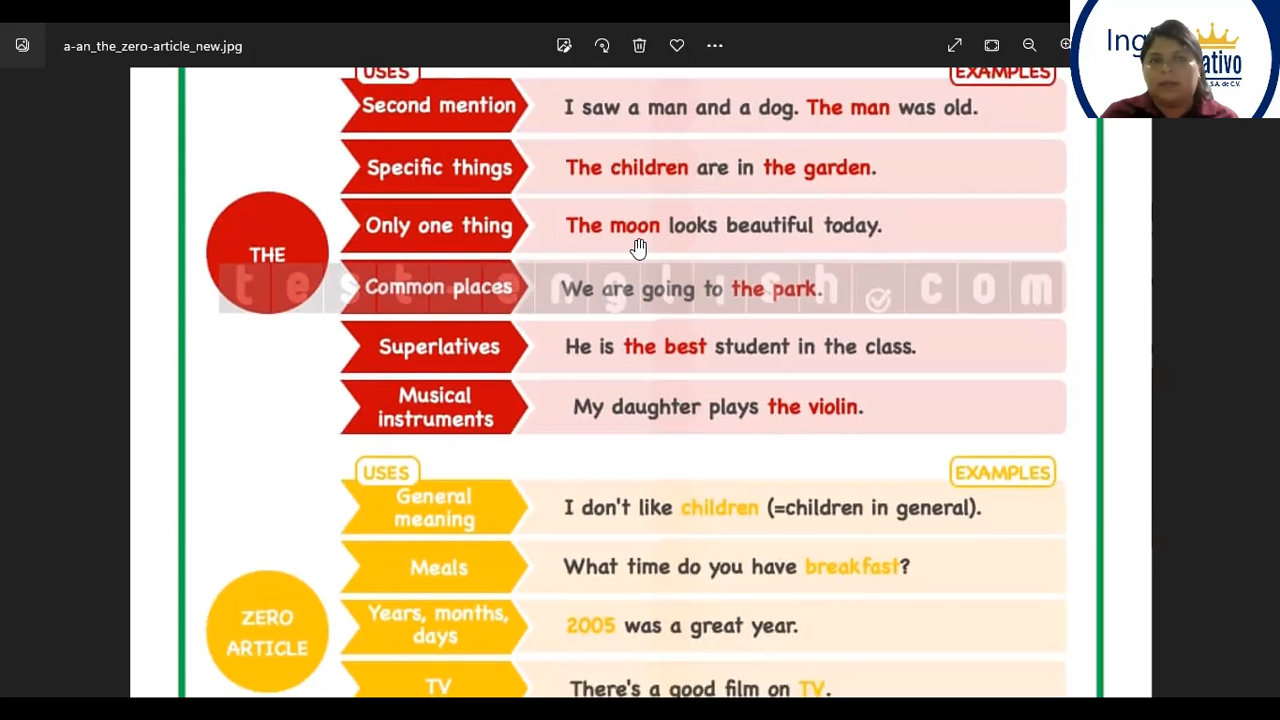 a-an_the_zero-article_new.jpg
USES
EXAMPLES
Second mention
I saw a man and a dog. The man was old.
Specific things
The children are in the garden.
THE
Only one thing
The moon looks beautiful today.
Common places
We are going to the park.
test-english.com
Superlatives
He is the best student in the class.
Musical
instruments
My daughter plays the violin.
USES
EXAMPLES
General
meaning
I don't like children (=children in general).
Meals
What time do you have breakfast?
ZERO
ARTICLE
Years, months,
days
2005 was a great year.
TV
There's a good film on TV.
S.A. de C.V.